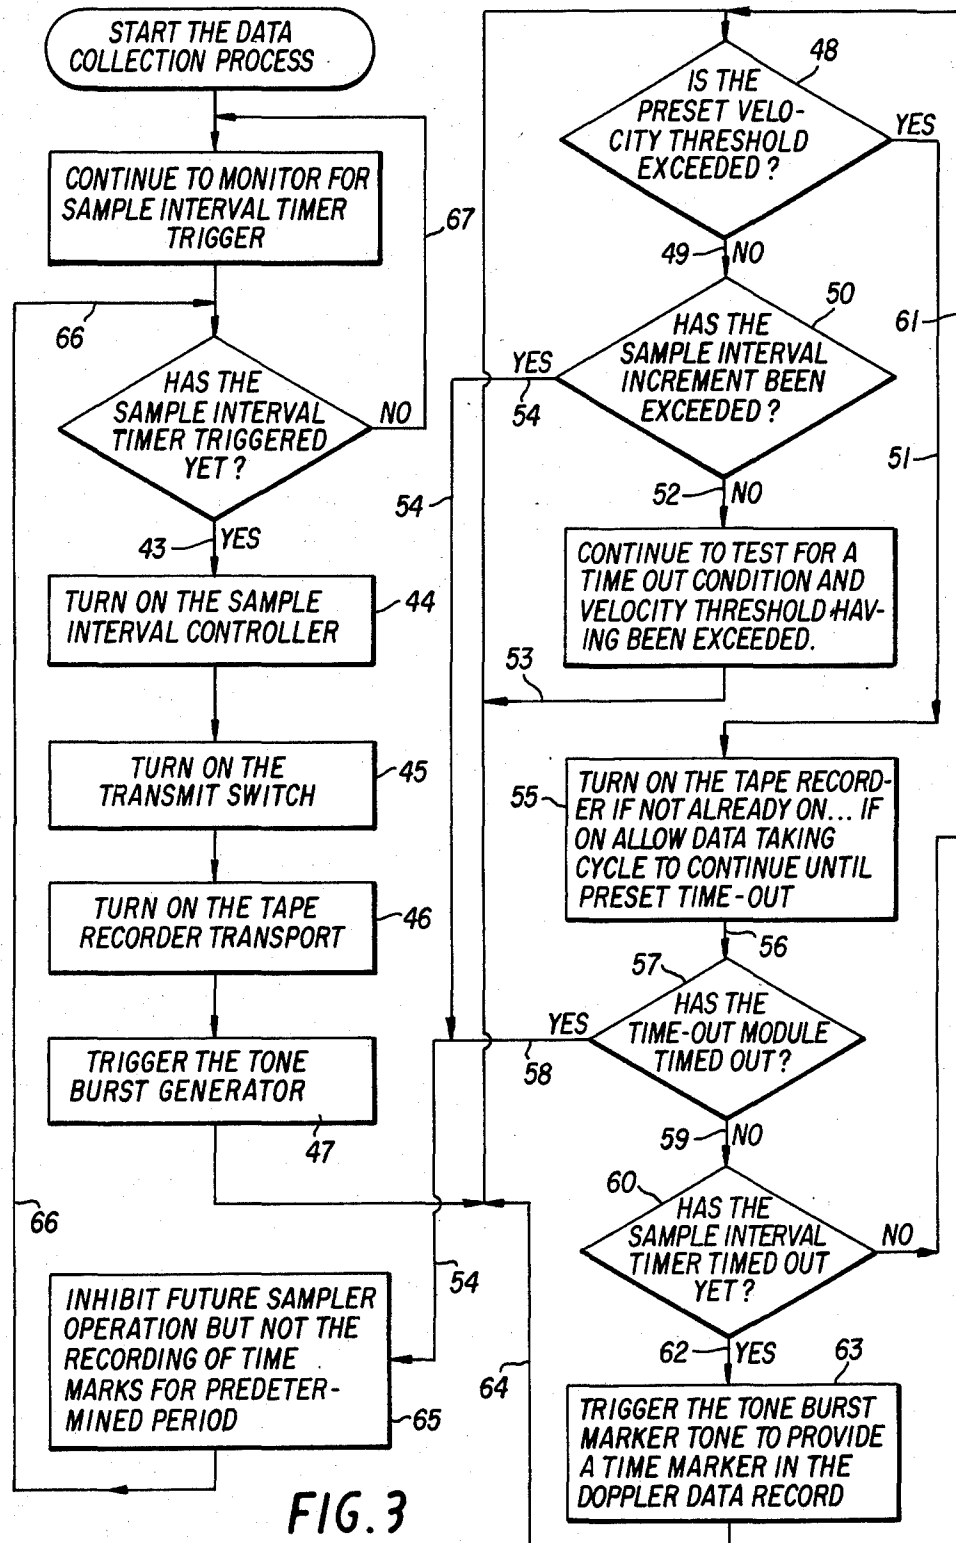 START THE DATA
COLLECTION PROCESS
CONTINUE TO MONITOR FOR
SAMPLE INTERVAL TIMER
TRIGGER
67
66
HAS THE
SAMPLE INTERVAL
TIMER TRIGGERED
YET?
NO
43
YES
TURN ON THE SAMPLE
INTERVAL CONTROLLER
44
TURN ON THE
TRANSMIT SWITCH
45
TURN ON THE TAPE
RECORDER TRANSPORT
46
TRIGGER THE TONE
BURST GENERATOR
47
66
INHIBIT FUTURE SAMPLER
OPERATION BUT NOT THE
RECORDING OF TIME
MARKS FOR PREDETER-
MINED PERIOD
65
54
48
IS THE
PRESET VELO-
CITY THRESHOLD
EXCEEDED?
YES
49
NO
50
61
HAS THE
SAMPLE INTERVAL
INCREMENT BEEN
EXCEEDED?
YES
54
54
51
52
NO
CONTINUE TO TEST FOR A
TIME OUT CONDITION AND
VELOCITY THRESHOLD HAV-
ING BEEN EXCEEDED.
53
55
TURN ON THE TAPE RECORD-
ER IF NOT ALREADY ON... IF
ON ALLOW DATA TAKING
CYCLE TO CONTINUE UNTIL
PRESET TIME-OUT
56
57
HAS THE
TIME-OUT MODULE
TIMED OUT?
YES
58
59
NO
60
HAS THE
SAMPLE INTERVAL
TIMER TIMED OUT
YET?
NO
62
YES
63
64
TRIGGER THE TONE BURST
MARKER TONE TO PROVIDE
A TIME MARKER IN THE
DOPPLER DATA RECORD
FIG. 3